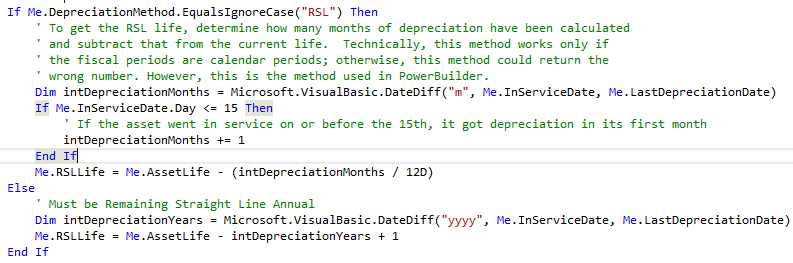 If Me.DepreciationMethod.EqualsIgnoreCase("RSL") Then
    ' To get the RSL life, determine how many months of depreciation have been calculated
    ' and subtract that from the current life.  Technically, this method works only if
    ' the fiscal periods are calendar periods; otherwise, this method could return the
    ' wrong number. However, this is the method used in PowerBuilder.
    Dim intDepreciationMonths = Microsoft.VisualBasic.DateDiff("m", Me.InServiceDate, Me.LastDepreciationDate)
    If Me.InServiceDate.Day <= 15 Then
        ' If the asset went in service on or before the 15th, it got depreciation in its first month
        intDepreciationMonths += 1
    End If
    Me.RSLLife = Me.AssetLife - (intDepreciationMonths / 12D)
Else
    ' Must be Remaining Straight Line Annual
    Dim intDepreciationYears = Microsoft.VisualBasic.DateDiff("yyyy", Me.InServiceDate, Me.LastDepreciationDate)
    Me.RSLLife = Me.AssetLife - intDepreciationYears + 1
End If